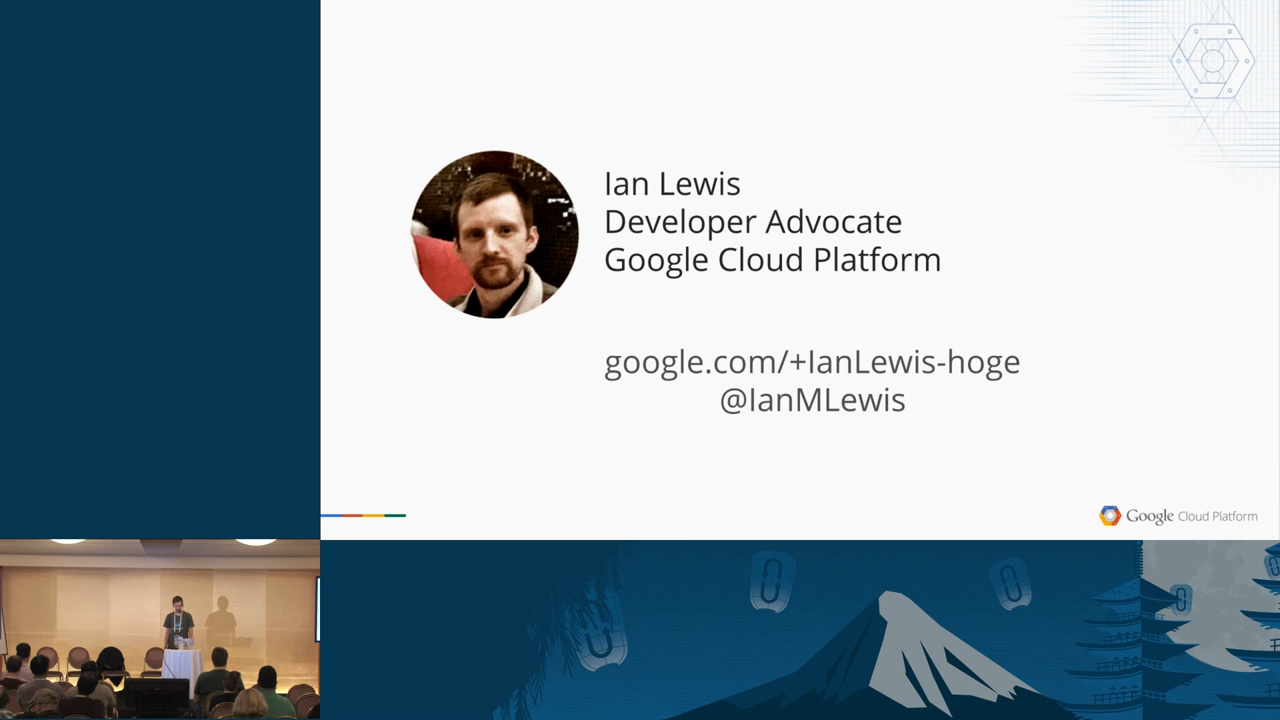 Ian Lewis
Developer Advocate
Google Cloud Platform
google.com/+IanLewis-hoge
@IanMLewis
Google Cloud Platform